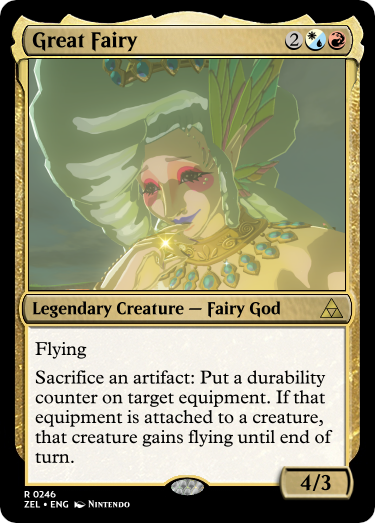 Great Fairy 2
Legendary Creature — Fairy God
Flying
Sacrifice an artifact: Put a durability
counter on target equipment. If that
equipment is attached to a creature,
that creature gains flying until end of
turn.
4/3
R 0246
ZEL • ENG Nintendo